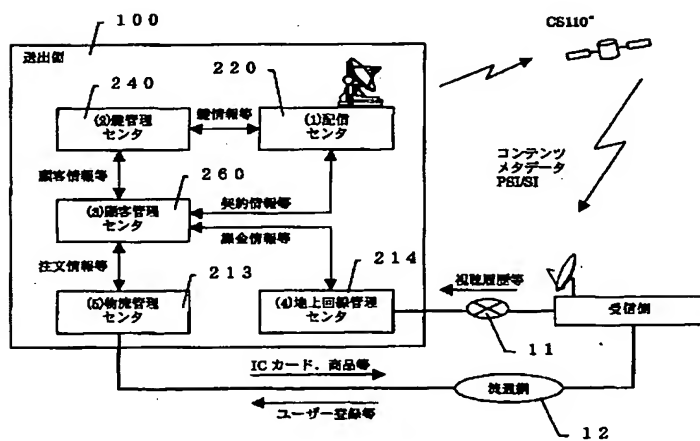 100
送出側
CS110°
240
220
(2)鍵管理
センタ
鍵情報等
(1)配信
センタ
顧客情報等
260
コンテンツ
メタデータ
PSI/SI
(3)顧客管理
センタ
契約情報等
課金情報等
注文情報等
213
214
視聴履歴等
(5)物流管理
センタ
(4)地上回線管理
センタ
受信側
11
ICカード、商品等
流通網
ユーザー登録等
12